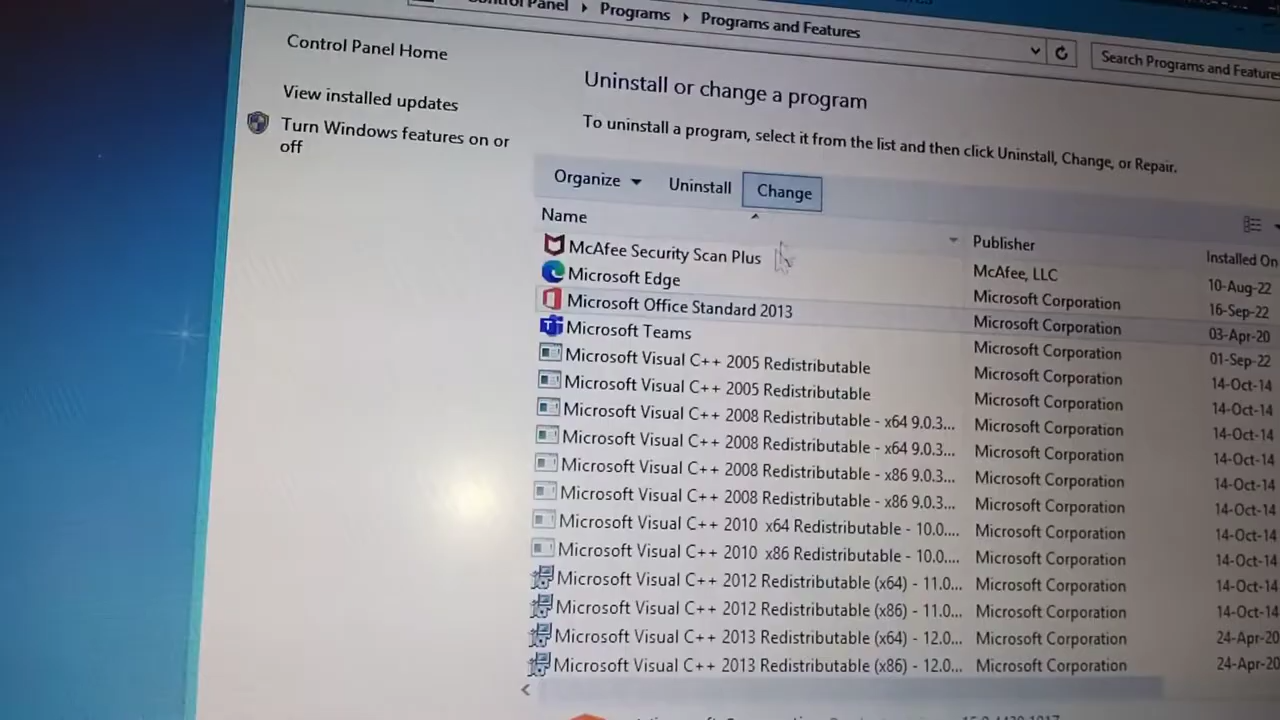 Control Panel Programs Programs and Features
Search Programs and Feature
Control Panel Home
View installed updates
Turn Windows features on or
off
Uninstall or change a program
To uninstall a program, select it from the list and then click Uninstall, Change, or Repair.
Organize Uninstall Change
Name Publisher Installed On
McAfee Security Scan Plus McAfee, LLC 10-Aug-22
Microsoft Edge Microsoft Corporation 16-Sep-22
Microsoft Office Standard 2013 Microsoft Corporation 03-Apr-20
Microsoft Teams Microsoft Corporation 01-Sep-22
Microsoft Visual C++ 2005 Redistributable Microsoft Corporation 14-Oct-14
Microsoft Visual C++ 2005 Redistributable Microsoft Corporation 14-Oct-14
Microsoft Visual C++ 2008 Redistributable - x64 9.0.3... Microsoft Corporation 14-Oct-14
Microsoft Visual C++ 2008 Redistributable - x64 9.0.3... Microsoft Corporation 14-Oct-14
Microsoft Visual C++ 2008 Redistributable - x86 9.0.3... Microsoft Corporation 14-Oct-14
Microsoft Visual C++ 2008 Redistributable - x86 9.0.3... Microsoft Corporation 14-Oct-14
Microsoft Visual C++ 2010 x64 Redistributable - 10.0.... Microsoft Corporation 14-Oct-14
Microsoft Visual C++ 2010 x86 Redistributable - 10.0.... Microsoft Corporation 14-Oct-14
Microsoft Visual C++ 2012 Redistributable (x64) - 11.0... Microsoft Corporation 14-Oct-14
Microsoft Visual C++ 2012 Redistributable (x86) - 11.0... Microsoft Corporation 14-Oct-14
Microsoft Visual C++ 2013 Redistributable (x64) - 12.0... Microsoft Corporation 24-Apr-20
Microsoft Visual C++ 2013 Redistributable (x86) - 12.0... Microsoft Corporation 24-Apr-20